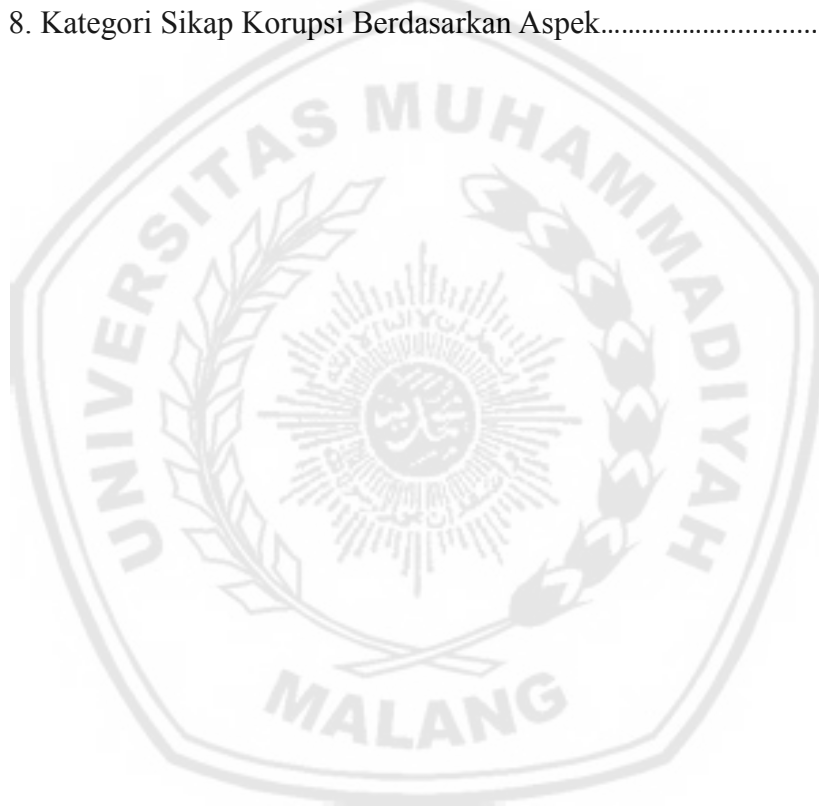 8. Kategori Sikap Korupsi Berdasarkan Aspek................................
UNIVERSITAS MUHAMMADIYAH
MALANG